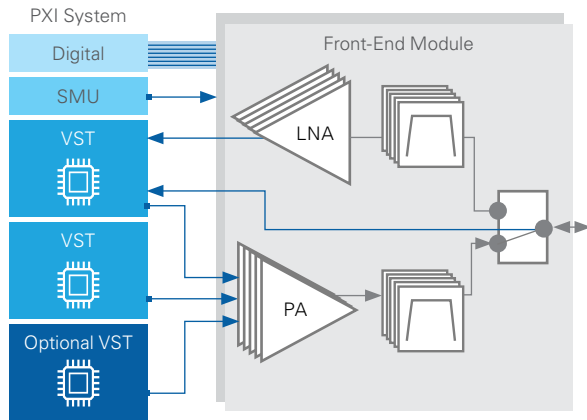 PXI System
Digital
SMU
VST
VST
Optional VST
Front-End Module
LNA
PA